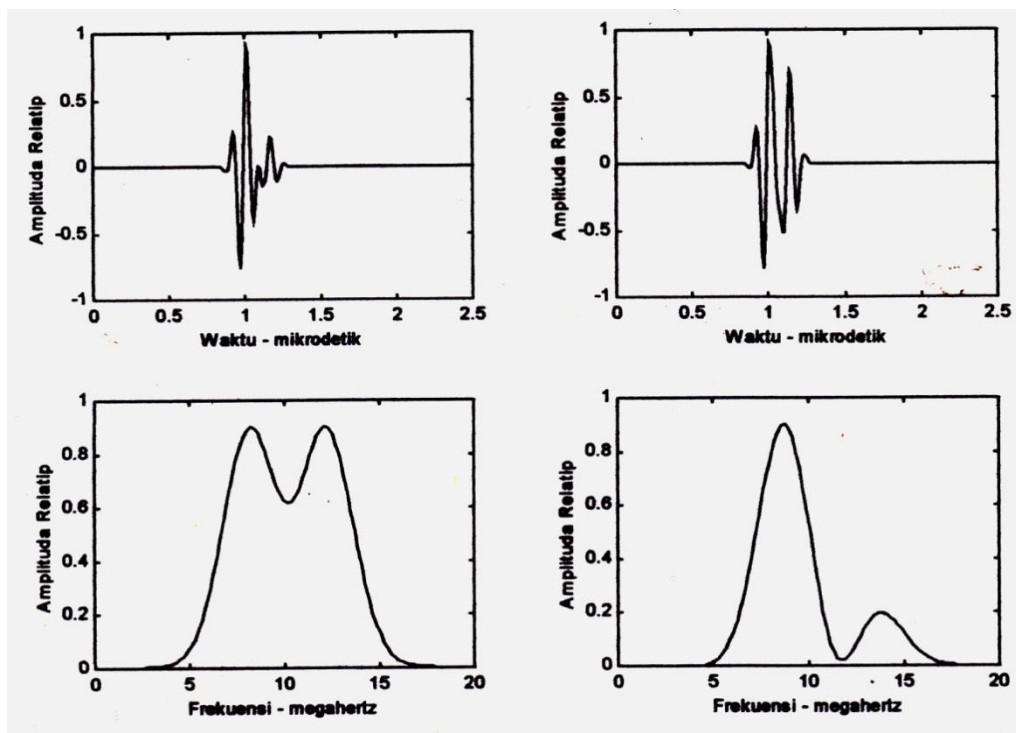 1
0.5
0
-0.5
-1
Amplituda Relatip
0 0.5 1 1.5 2 2.5
Waktu - mikrodetik
1
0.5
0
-0.5
-1
Amplituda Relatip
0 0.5 1 1.5 2 2.5
Waktu - mikrodetik
1
0.8
0.6
0.4
0.2
0
Amplituda Relatip
0 5 10 15 20
Frekuensi - megahertz
1
0.8
0.6
0.4
0.2
0
Amplituda Relatip
0 5 10 15 20
Frekuensi - megahertz